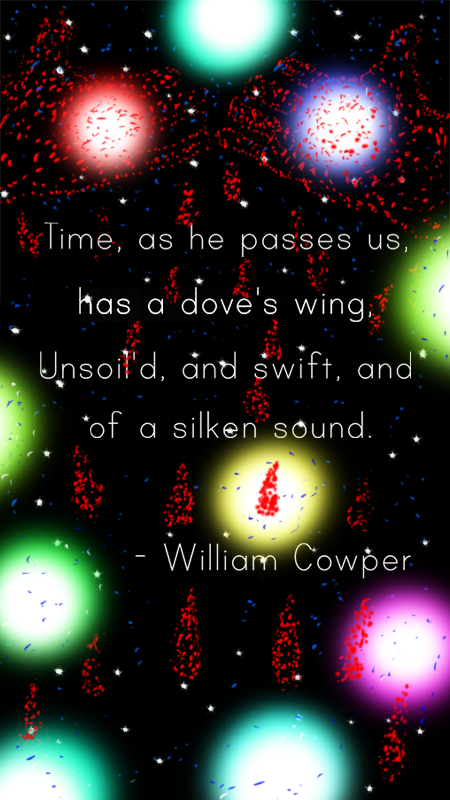 Time, as he passes us,
has a dove's wing,
Unsoil'd, and swift, and
of a silken sound.
- William Cowper